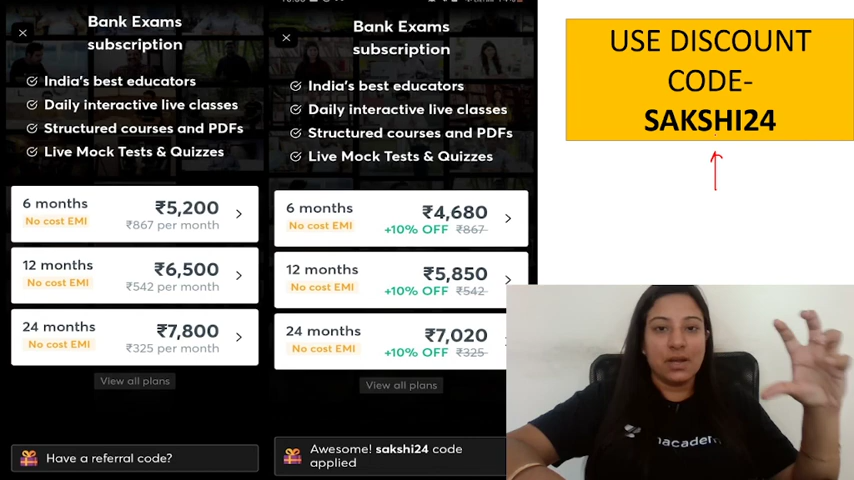 Bank Exams
subscription
India's best educators
Daily interactive live classes
Structured courses and PDFs
Live Mock Tests & Quizzes
6 months ₹5,200
No cost EMI ₹867 per month
12 months ₹6,500
No cost EMI ₹542 per month
24 months ₹7,800
No cost EMI ₹325 per month
View all plans
Have a referral code?
Bank Exams
subscription
India's best educators
Daily interactive live classes
Structured courses and PDFs
Live Mock Tests & Quizzes
6 months ₹4,680
No cost EMI +10% OFF ₹867
12 months ₹5,850
No cost EMI +10% OFF ₹542
24 months ₹7,020
No cost EMI +10% OFF ₹325
View all plans
Awesome! sakshi24 code
applied
USE DISCOUNT
CODE-
SAKSHI24